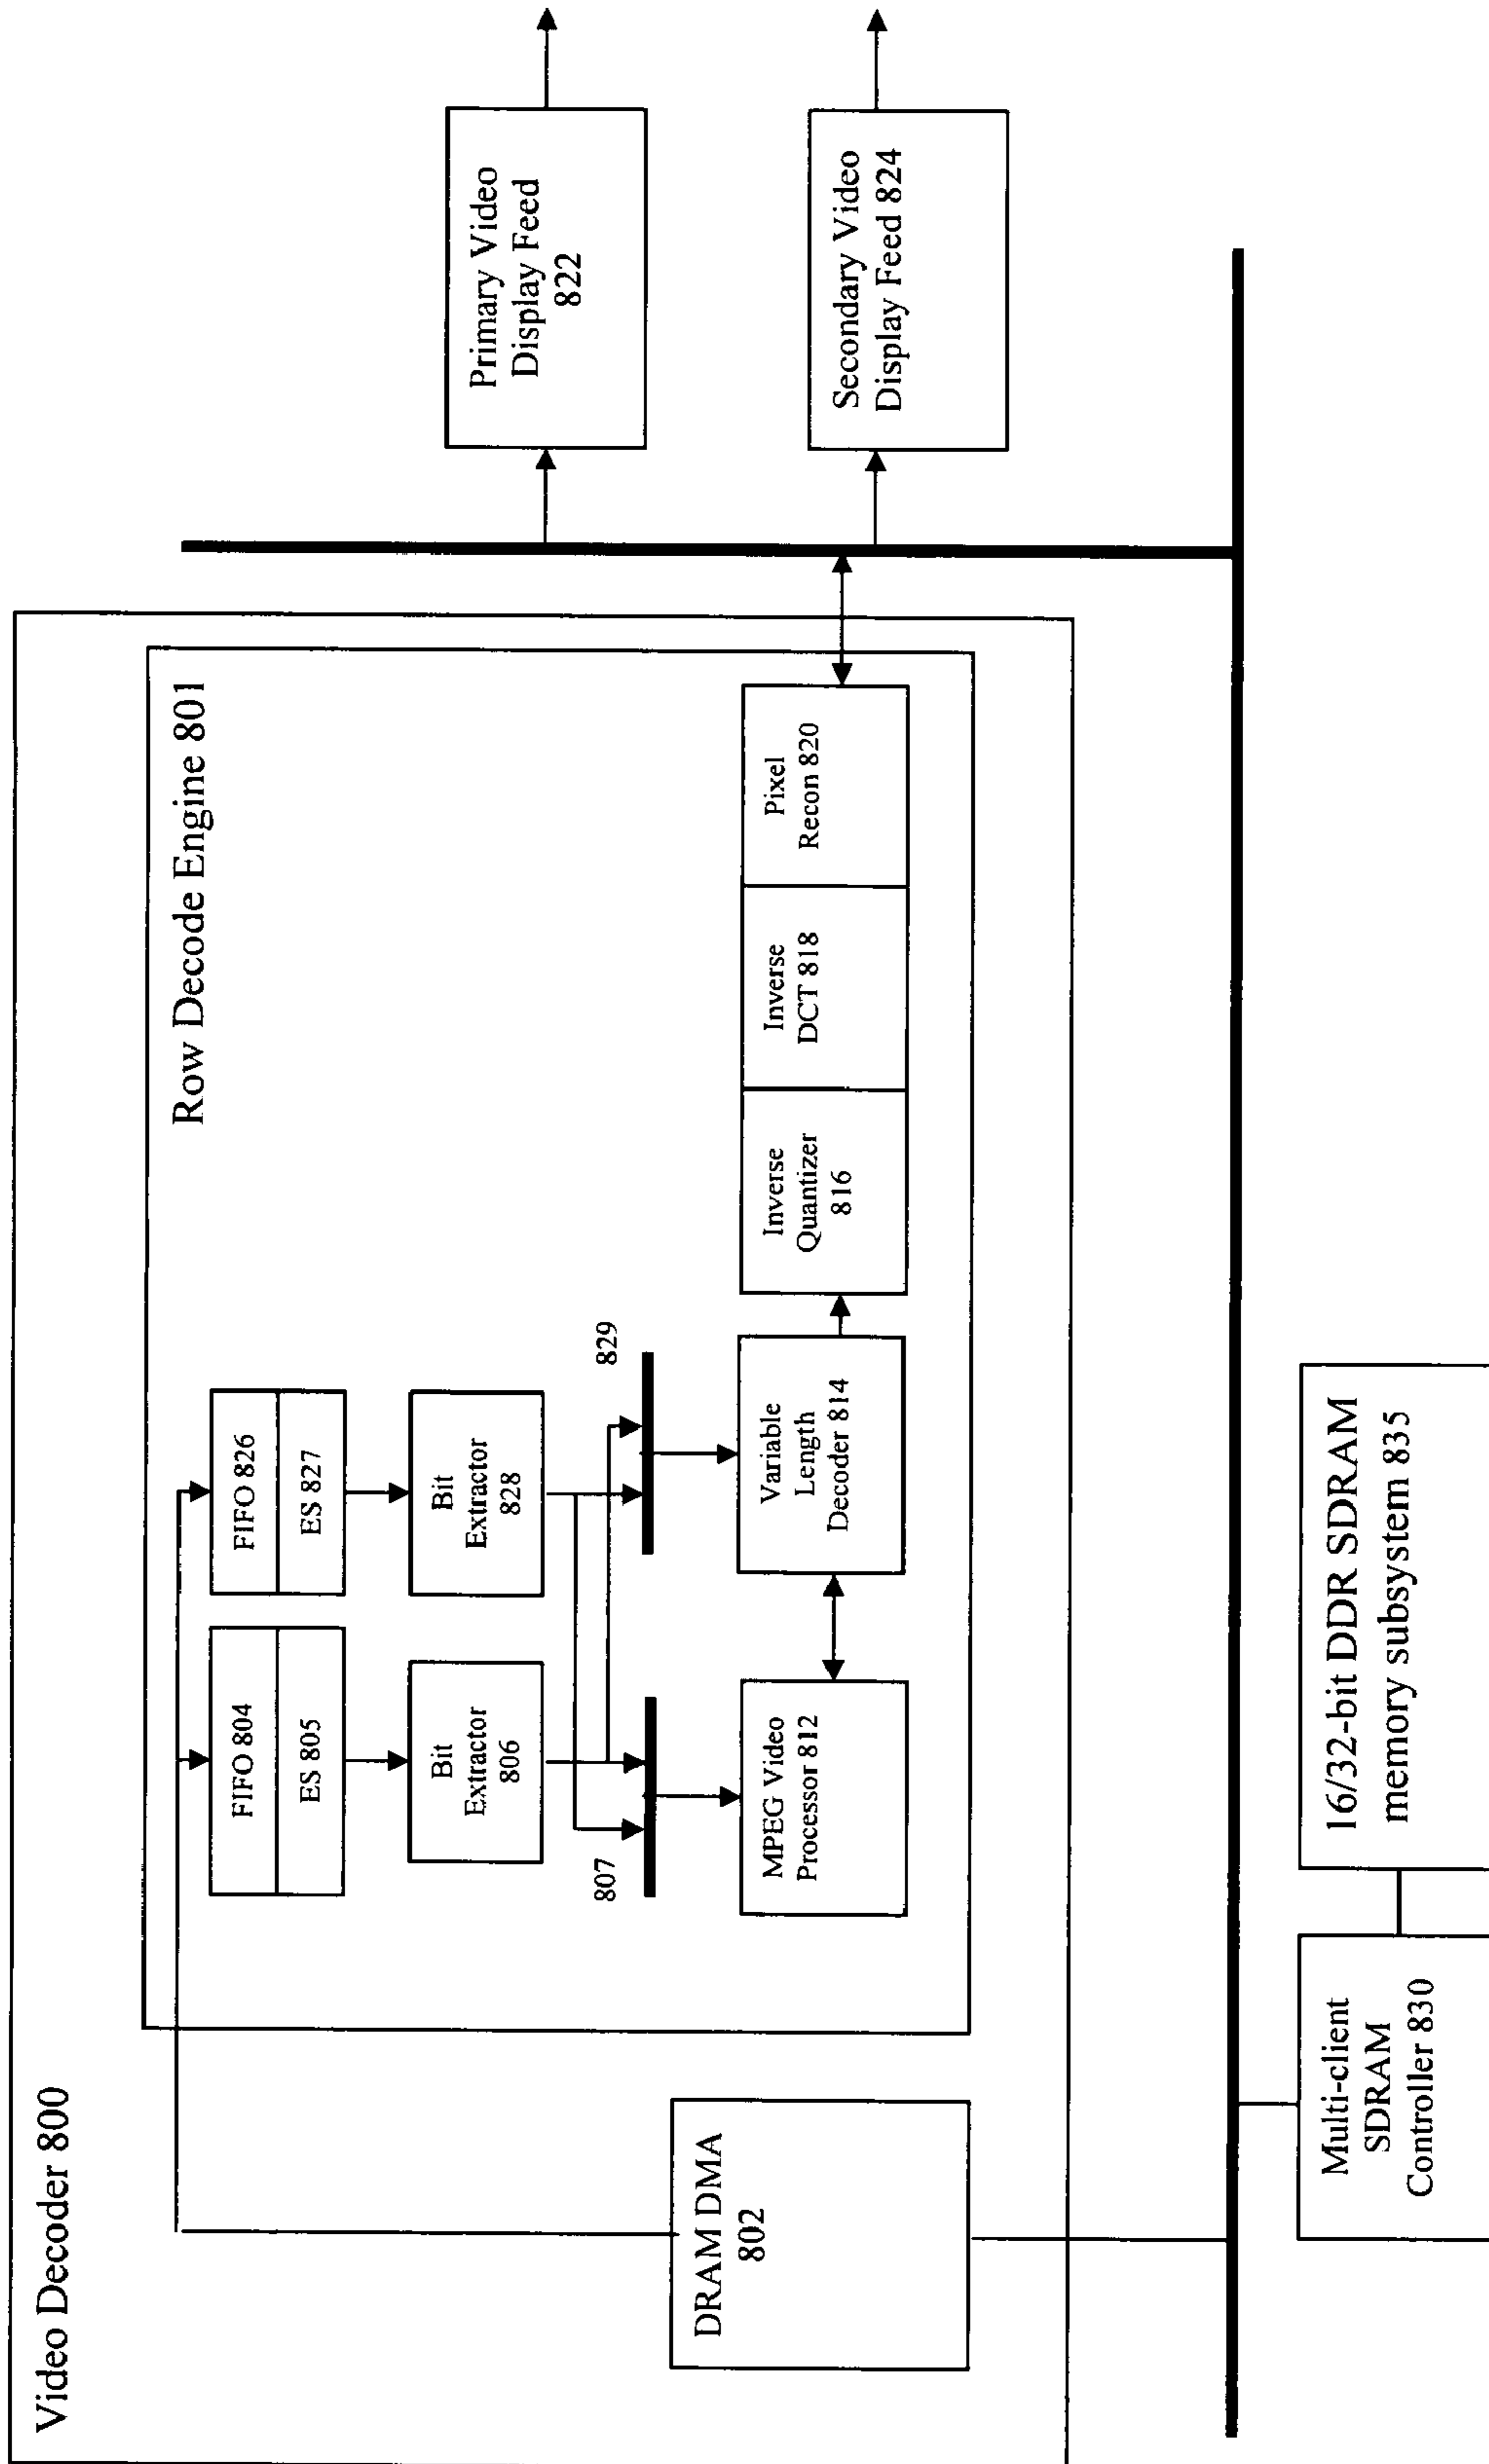 Video Decoder 800
Row Decode Engine 801
FIFO 804
ES 805
FIFO 826
ES 827
Bit
Extractor
806
Bit
Extractor
828
807
829
DRAM DMA
802
MPEG Video
Processor 812
Variable
Length
Decoder 814
Inverse
Quantizer
816
Inverse
DCT 818
Pixel
Recon 820
Primary Video
Display Feed
822
Secondary Video
Display Feed 824
Multi-client
SDRAM
Controller 830
16/32-bit DDR SDRAM
memory subsystem 835